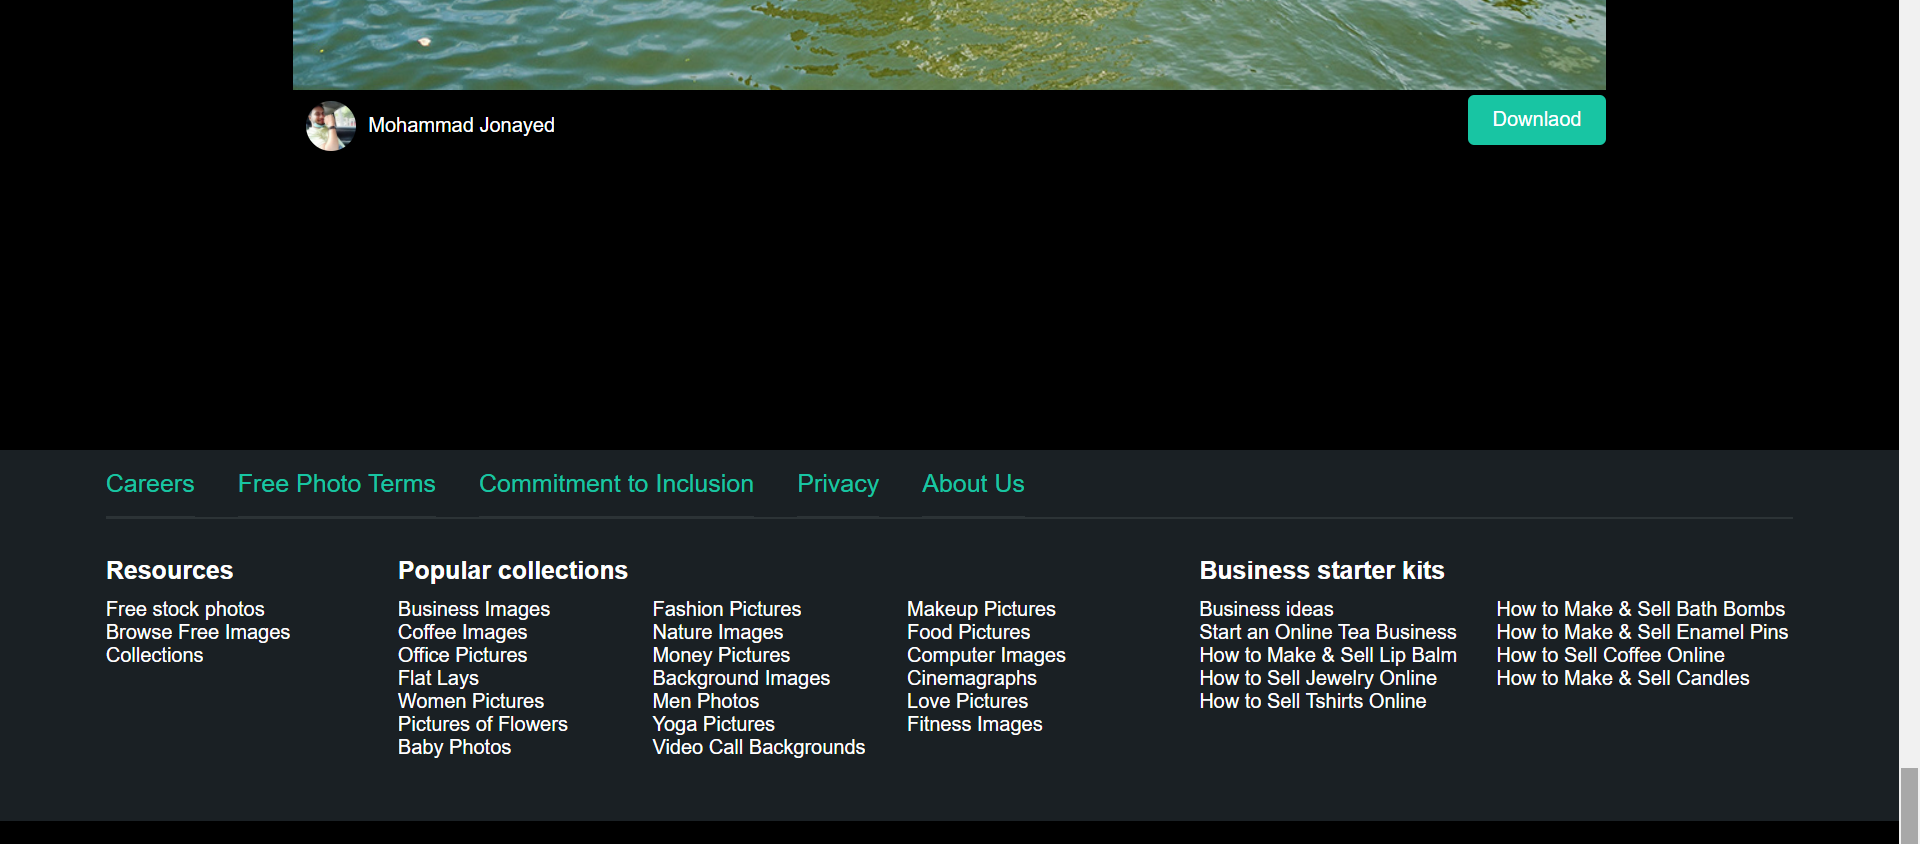 Mohammad Jonayed
Downlaod
Careers
Free Photo Terms
Commitment to Inclusion
Privacy
About Us
Resources
Free stock photos
Browse Free Images
Collections
Popular collections
Business Images
Coffee Images
Office Pictures
Flat Lays
Women Pictures
Pictures of Flowers
Baby Photos
Fashion Pictures
Nature Images
Money Pictures
Background Images
Men Photos
Yoga Pictures
Video Call Backgrounds
Makeup Pictures
Food Pictures
Computer Images
Cinemagraphs
Love Pictures
Fitness Images
Business starter kits
Business ideas
Start an Online Tea Business
How to Make & Sell Lip Balm
How to Sell Jewelry Online
How to Sell Tshirts Online
How to Make & Sell Bath Bombs
How to Make & Sell Enamel Pins
How to Sell Coffee Online
How to Make & Sell Candles